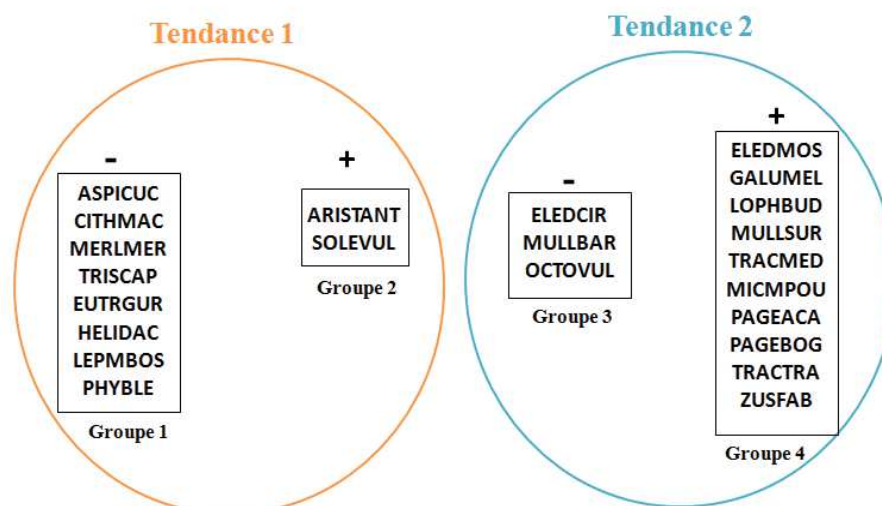 Tendance 1
-
ASPICUC
CITHMAC
MERLMER
TRISCAP
EUTRGUR
HELIDAC
LEPMBOS
PHYBLE
Groupe 1
+
ARISTANT
SOLEVUL
Groupe 2
Tendance 2
-
ELEDCIR
MULLBAR
OCTOVUL
Groupe 3
+
ELEDMOS
GALUMEL
LOPHBUD
MULLSUR
TRACMED
MICMPOU
PAGEACA
PAGEBOG
TRACTRA
ZUSFAB
Groupe 4